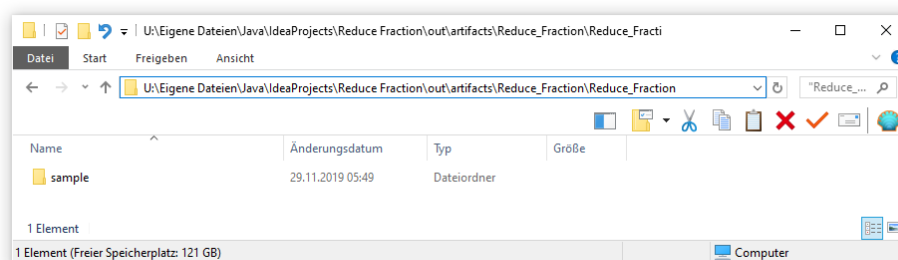 U:\Eigene Dateien\Java\IdeaProjects\Reduce Fraction\out\artifacts\Reduce_Fraction\Reduce_Fracti
Datei Start Freigeben Ansicht
U:\Eigene Dateien\Java\IdeaProjects\Reduce Fraction\out\artifacts\Reduce_Fraction\Reduce_Fraction "Reduce_...
Name Änderungsdatum Typ Größe
sample 29.11.2019 05:49 Dateiordner
1 Element
1 Element (Freier Speicherplatz: 121 GB) Computer